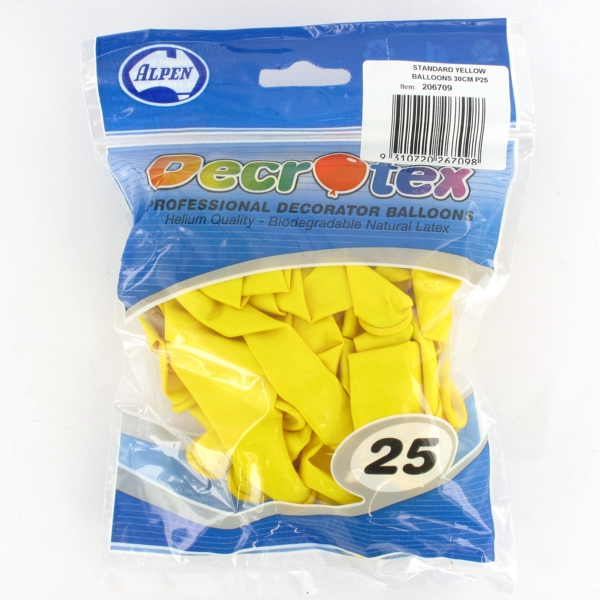 ALPEN
STANDARD YELLOW
BALLOONS 30CM P25
Item: 206709
9 310720 267098
Decrotex
PROFESSIONAL DECORATOR BALLOONS
Helium Quality - Biodegradable Natural Latex
25